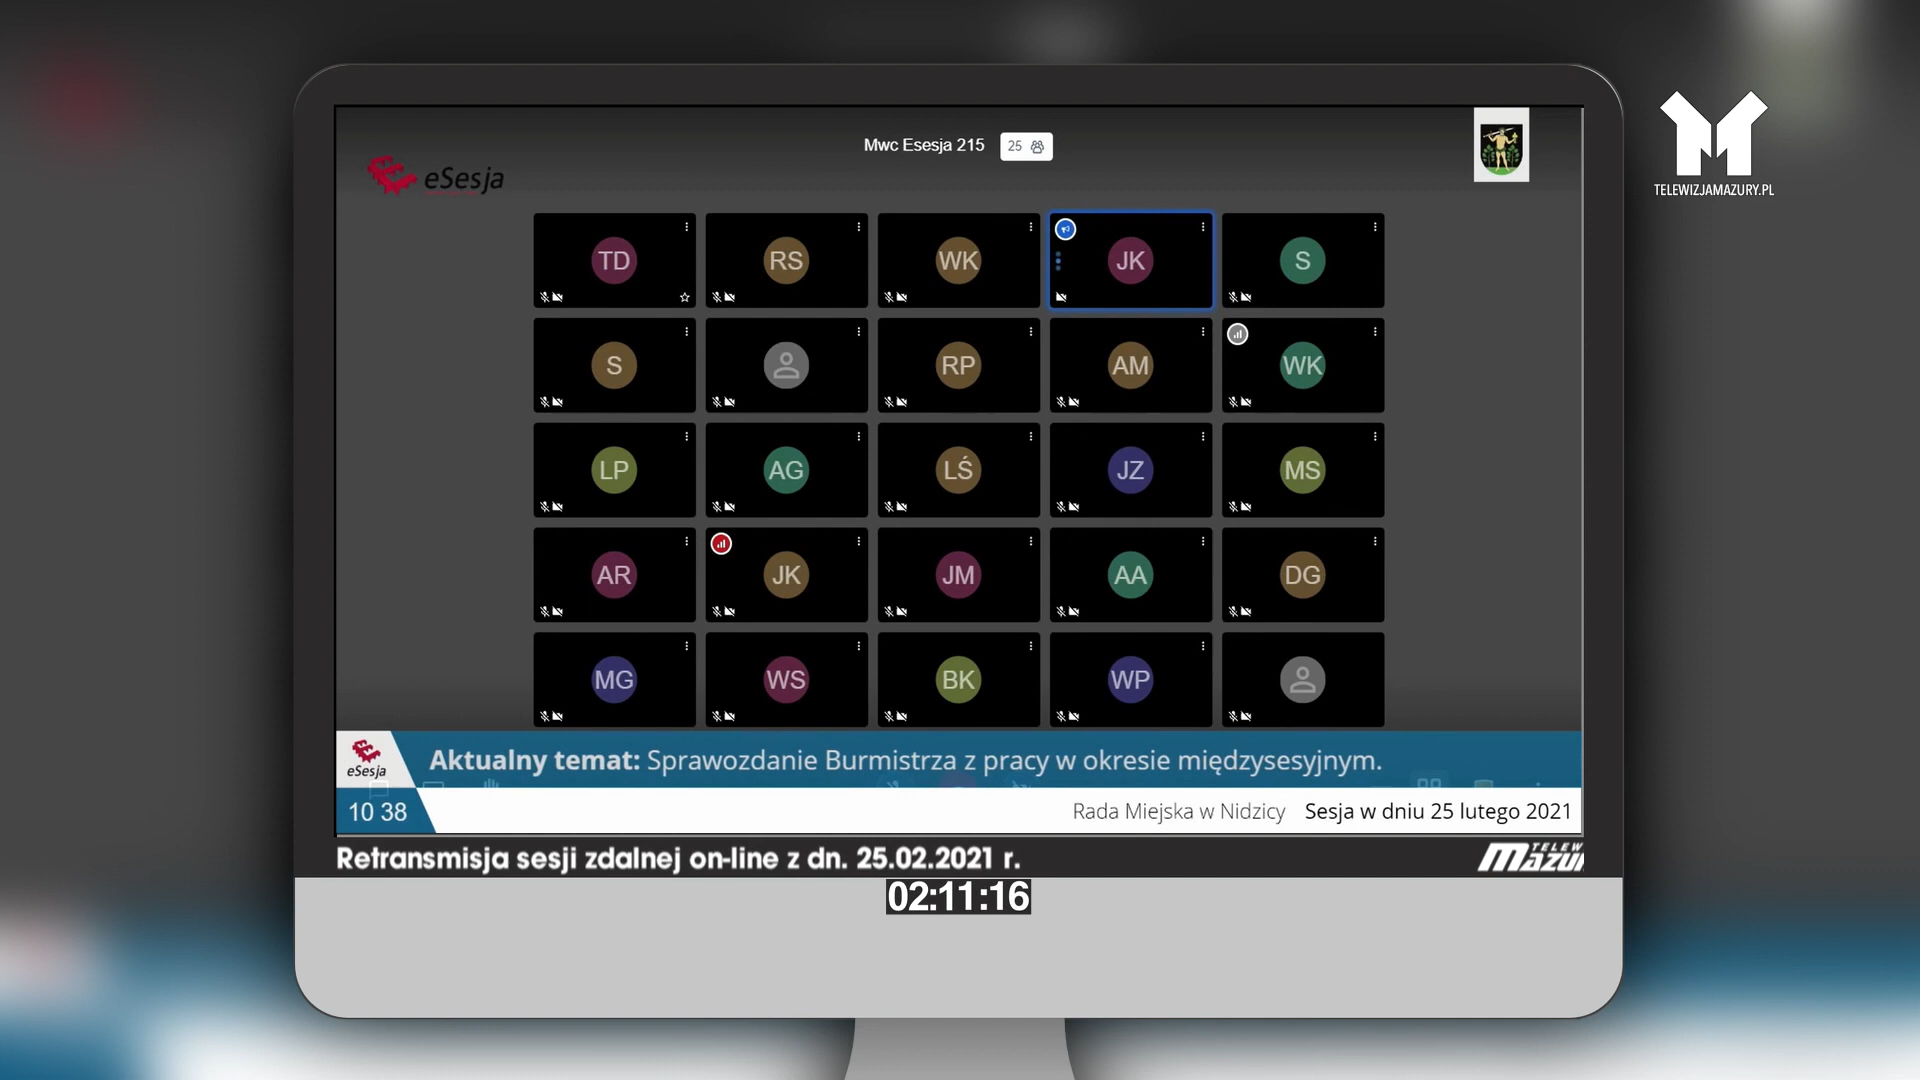 Mwc Esesja 215 25
eSesja
TELEWIZJAMAZURY.PL
TD RS WK JK S
S RP AM WK
LP AG LŚ JZ MS
AR JK JM AA DG
MG WS BK WP
eSesja
Aktualny temat: Sprawozdanie Burmistrza z pracy w okresie międzysesyjnym.
10 38
Rada Miejska w Nidzicy Sesja w dniu 25 lutego 2021
Retransmisja sesji zdalnej on-line z dn. 25.02.2021 r.
02:11:16